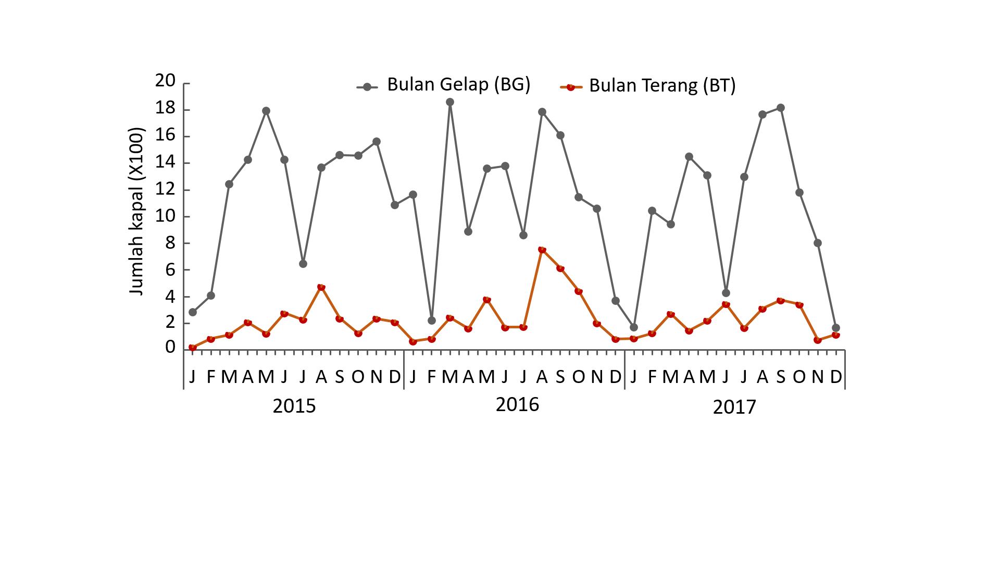 Bulan Gelap (BG) Bulan Terang (BT)
Jumlah kapal (X100)
20
18
16
14
12
10
8
6
4
2
0
J F M A M J J A S O N D J F M A M J J A S O N D J F M A M J J A S O N D
2015 2016 2017